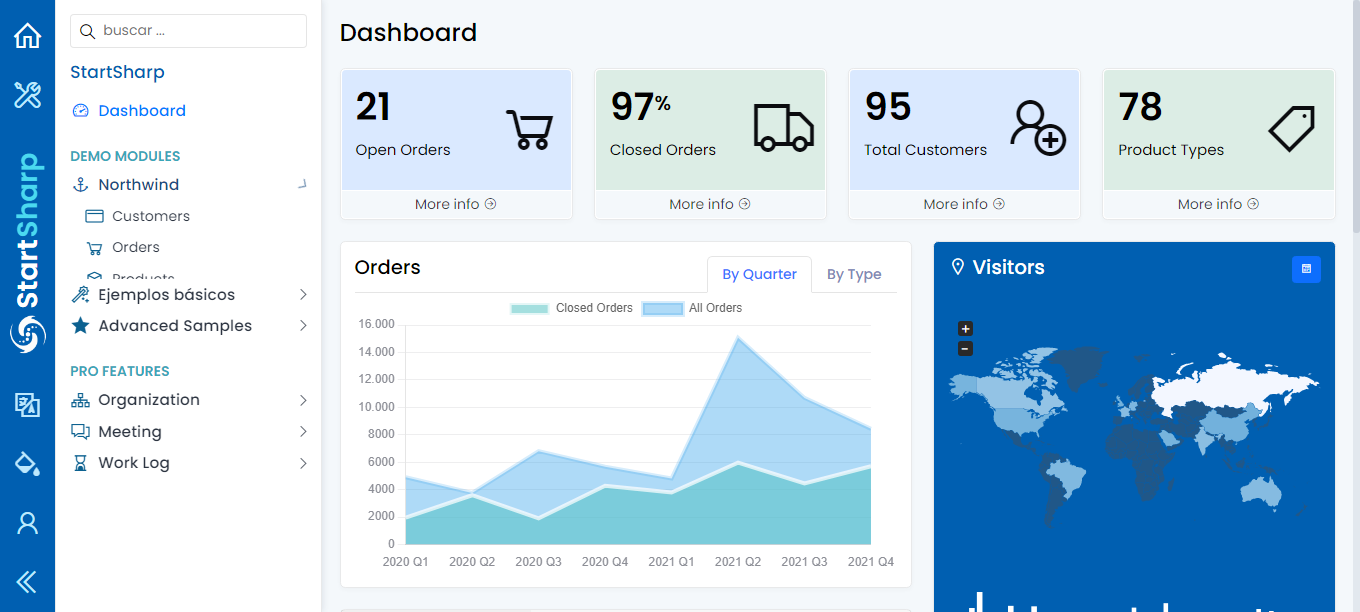 buscar ...
StartSharp
Dashboard
DEMO MODULES
Northwind
Customers
Orders
Products
Ejemplos básicos
Advanced Samples
PRO FEATURES
Organization
Meeting
Work Log
StartSharp
Dashboard
21
Open Orders
More info
97%
Closed Orders
More info
95
Total Customers
More info
78
Product Types
More info
Orders
By Quarter
By Type
Closed Orders
All Orders
16.000
14.000
12.000
10.000
8000
6000
4000
2000
0
2020 Q1
2020 Q2
2020 Q3
2020 Q4
2021 Q1
2021 Q2
2021 Q3
2021 Q4
Visitors
+
−